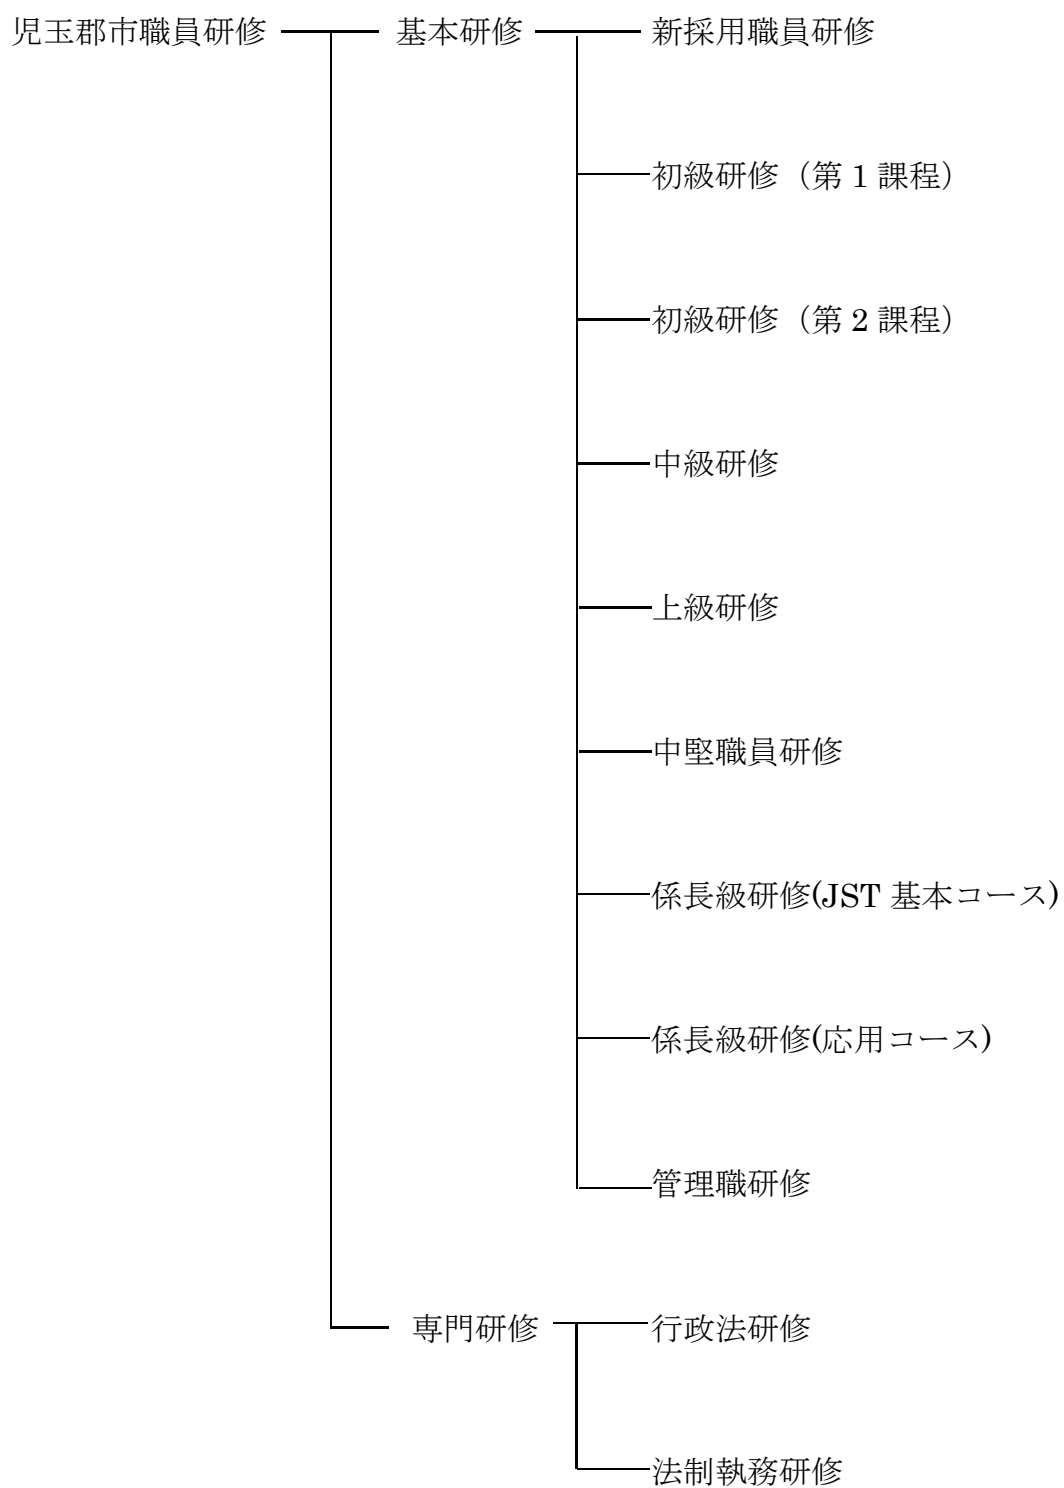 児玉郡市職員研修 基本研修 新採用職員研修
初級研修（第 1 課程）
初級研修（第 2 課程）
中級研修
上級研修
中堅職員研修
係長級研修(JST 基本コース)
係長級研修(応用コース)
管理職研修
専門研修 行政法研修
法制執務研修